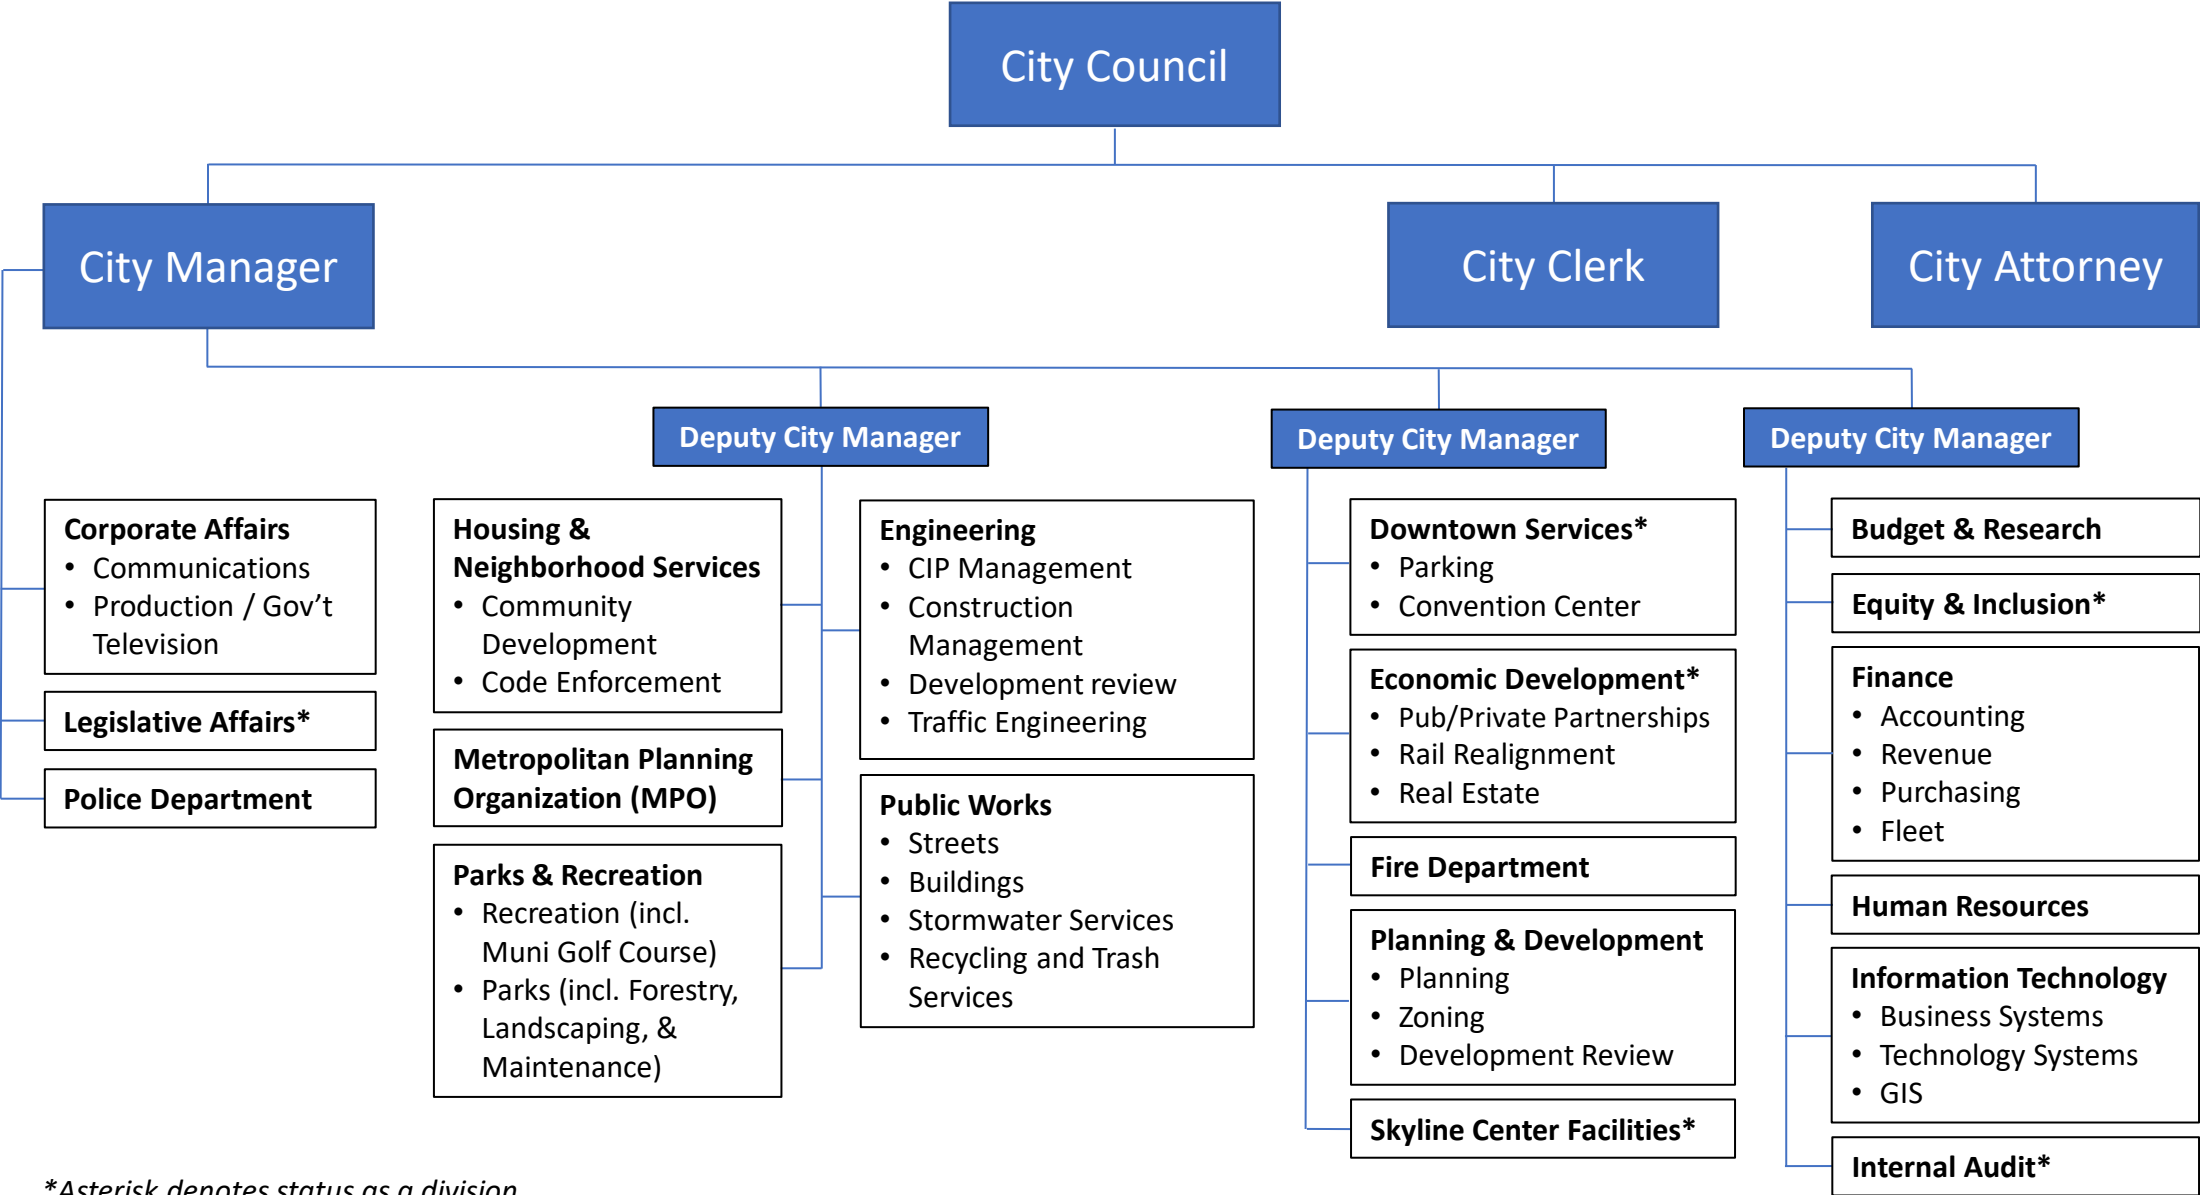 City Council
City Manager
City Clerk
City Attorney
Deputy City Manager
Deputy City Manager
Deputy City Manager
Corporate Affairs
• Communications
• Production / Gov't
Television
Legislative Affairs*
Police Department
Housing &
Neighborhood Services
• Community
Development
• Code Enforcement
Metropolitan Planning
Organization (MPO)
Parks & Recreation
• Recreation (incl.
Muni Golf Course)
• Parks (incl. Forestry,
Landscaping, &
Maintenance)
Engineering
• CIP Management
• Construction
Management
• Development review
• Traffic Engineering
Public Works
• Streets
• Buildings
• Stormwater Services
• Recycling and Trash
Services
Downtown Services*
• Parking
• Convention Center
Economic Development*
• Pub/Private Partnerships
• Rail Realignment
• Real Estate
Fire Department
Planning & Development
• Planning
• Zoning
• Development Review
Skyline Center Facilities*
Budget & Research
Equity & Inclusion*
Finance
• Accounting
• Revenue
• Purchasing
• Fleet
Human Resources
Information Technology
• Business Systems
• Technology Systems
• GIS
Internal Audit*
*Asterisk denotes status as a division